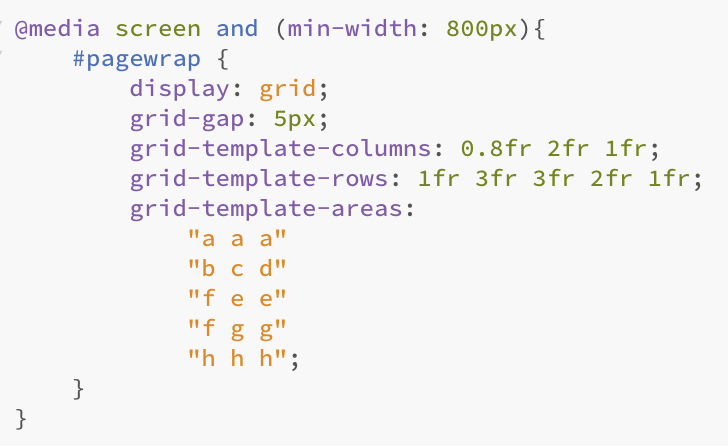 @media screen and (min-width: 800px){
#pagewrap {
display: grid;
grid-gap: 5px;
grid-template-columns: 0.8fr 2fr 1fr;
grid-template-rows: 1fr 3fr 3fr 2fr 1fr;
grid-template-areas:
"a a a"
"b c d"
"f e e"
"f g g"
"h h h";
}
}